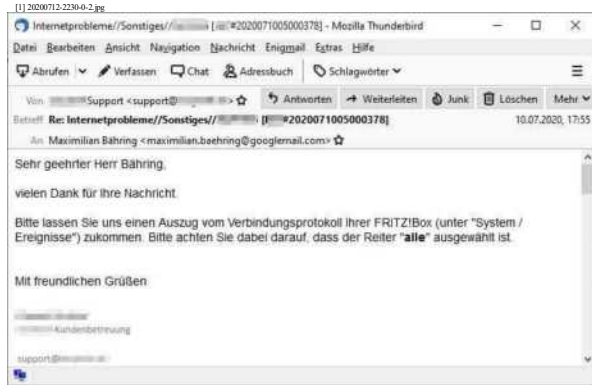 [1] 20200712-2230-0-2.jpg
Internetprobleme//Sonstiges// [ #2020071005000378] - Mozilla Thunderbird
Datei Bearbeiten Ansicht Navigation Nachricht Enigmail Extras Hilfe
Abrufen Verfassen Chat Adressbuch Schlagwörter
Von Support <support@ > Antworten Weiterleiten Junk Löschen Mehr
Betreff Re: Internetprobleme//Sonstiges// [ #2020071005000378] 10.07.2020, 17:55
An Maximilian Bähring <maximilian.baehring@googlemail.com>
Sehr geehrter Herr Bähring,
vielen Dank für Ihre Nachricht.
Bitte lassen Sie uns einen Auszug vom Verbindungsprotokoll Ihrer FRITZ!Box (unter "System /
Ereignisse") zukommen. Bitte achten Sie dabei darauf, dass der Reiter "alle" ausgewählt ist.
Mit freundlichen Grüßen
Kundenbetreuung
support@